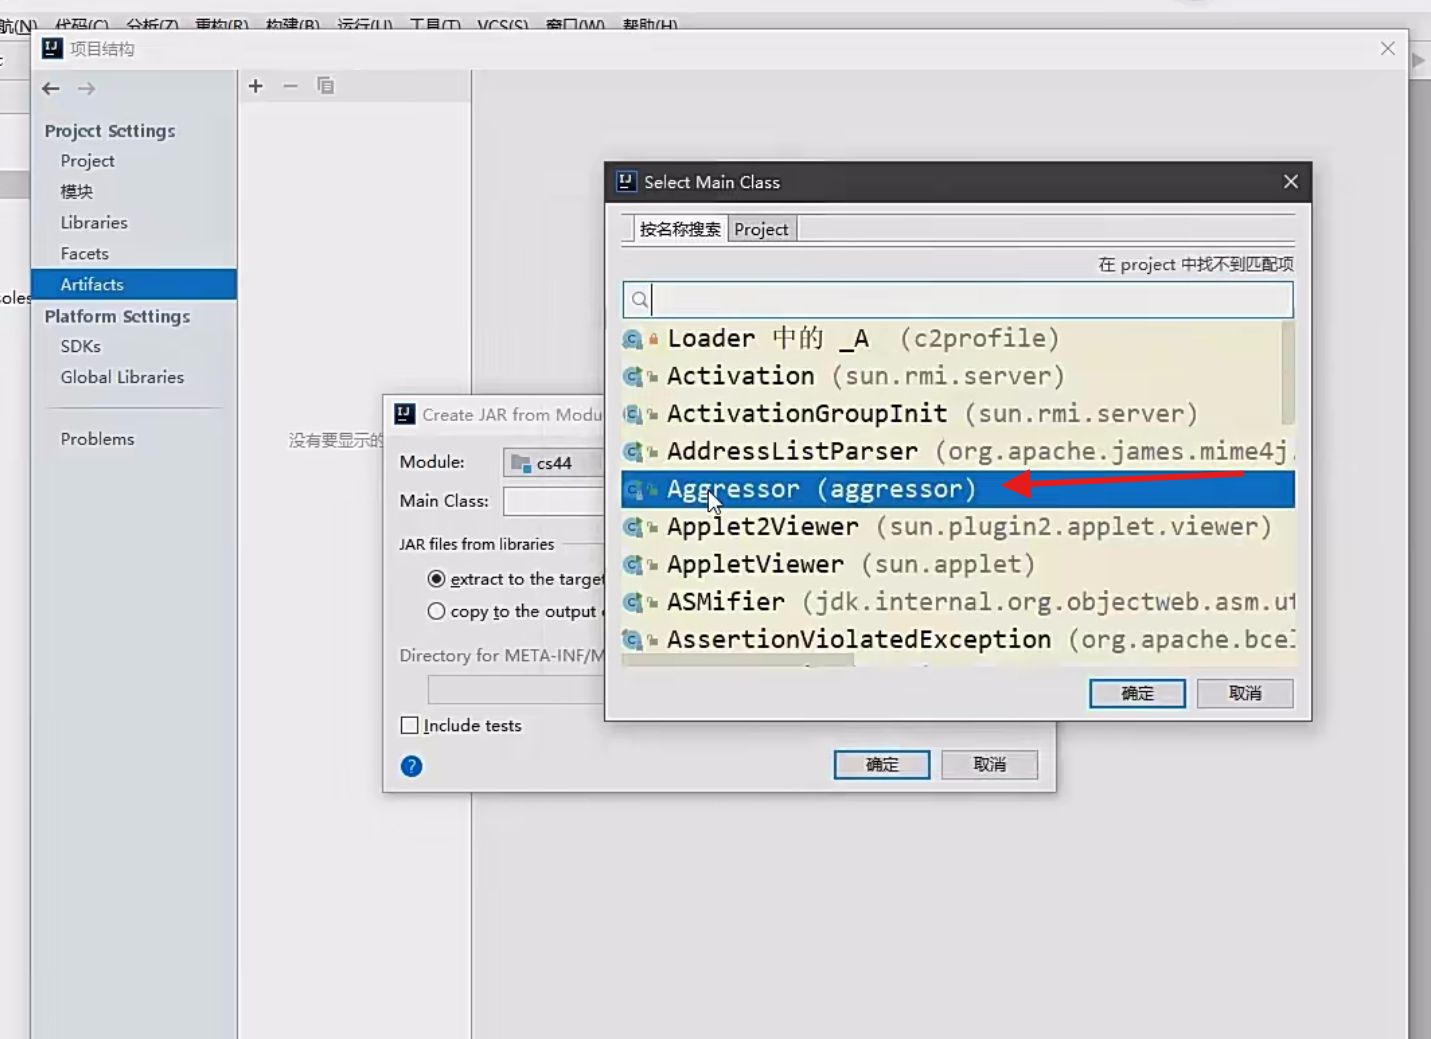 航(N) 代码(C) 分析(Z) 重构(R) 构建(B) 运行(U) 工具(T) VCS(S) 窗口(W) 帮助(H)
项目结构
Project Settings
Project
模块
Libraries
Facets
Artifacts
Platform Settings
SDKs
Global Libraries
Problems
没有要显示的
Create JAR from Modu
Module:
cs44
Main Class:
JAR files from libraries
extract to the target
copy to the output
Directory for META-INF/M
Include tests
确定
取消
Select Main Class
按名称搜索
Project
在 project 中找不到匹配项
Loader 中的 _A (c2profile)
Activation (sun.rmi.server)
ActivationGroupInit (sun.rmi.server)
AddressListParser (org.apache.james.mime4j.
Aggressor (aggressor)
Applet2Viewer (sun.plugin2.applet.viewer)
AppletViewer (sun.applet)
ASMifier (jdk.internal.org.objectweb.asm.ut
AssertionViolatedException (org.apache.bcel
确定
取消